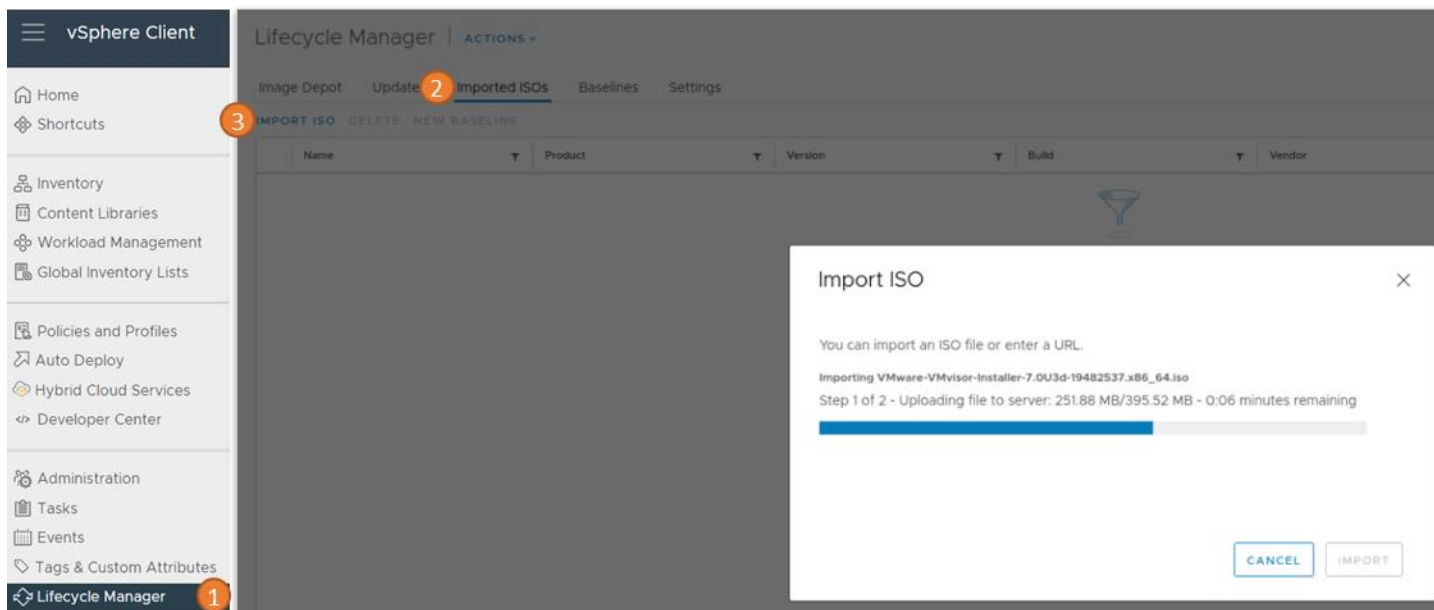 vSphere Client
Home
Shortcuts
Inventory
Content Libraries
Workload Management
Global Inventory Lists
Policies and Profiles
Auto Deploy
Hybrid Cloud Services
Developer Center
Administration
Tasks
Events
Tags & Custom Attributes
Lifecycle Manager 1
Lifecycle Manager ACTIONS
Image Depot Update 2 Imported ISOs Baselines Settings
3 IMPORT ISO DELETE NEW BASELINE
Name Product Version Build Vendor
Import ISO
You can import an ISO file or enter a URL.
Importing VMware-VMvisor-Installer-7.0U3d-19482537.x86_64.iso
Step 1 of 2 - Uploading file to server: 251.88 MB/395.52 MB - 0:06 minutes remaining
CANCEL IMPORT